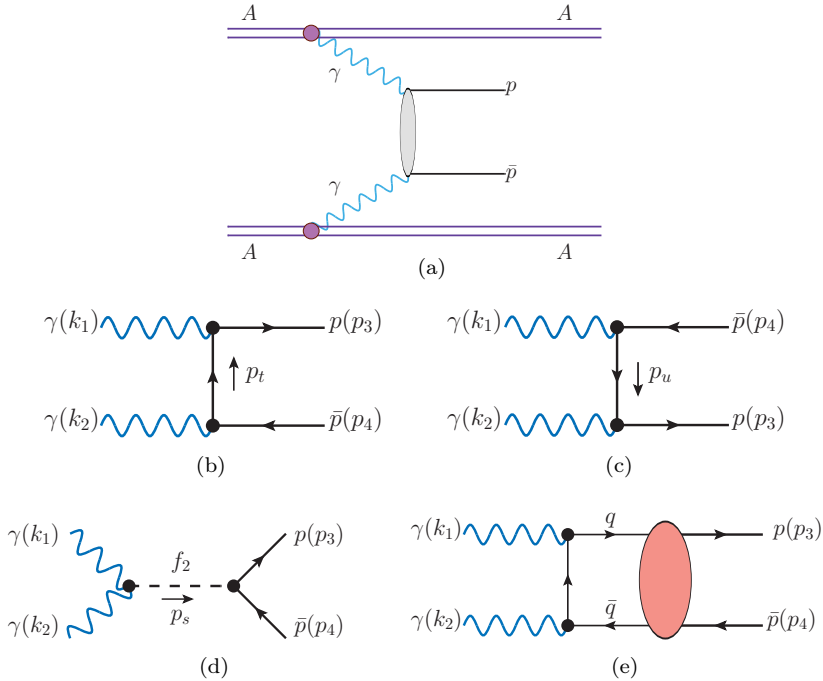 A A
γ
p
p̄
γ
A A
(a)
γ(k₁) p(p₃) γ(k₁) p̄(p₄)
pₜ pᵤ
γ(k₂) p̄(p₄) γ(k₂) p(p₃)
(b) (c)
γ(k₁) p(p₃) γ(k₁) q p(p₃)
f₂
pₛ
γ(k₂) p̄(p₄) γ(k₂) q̄ p̄(p₄)
(d) (e)